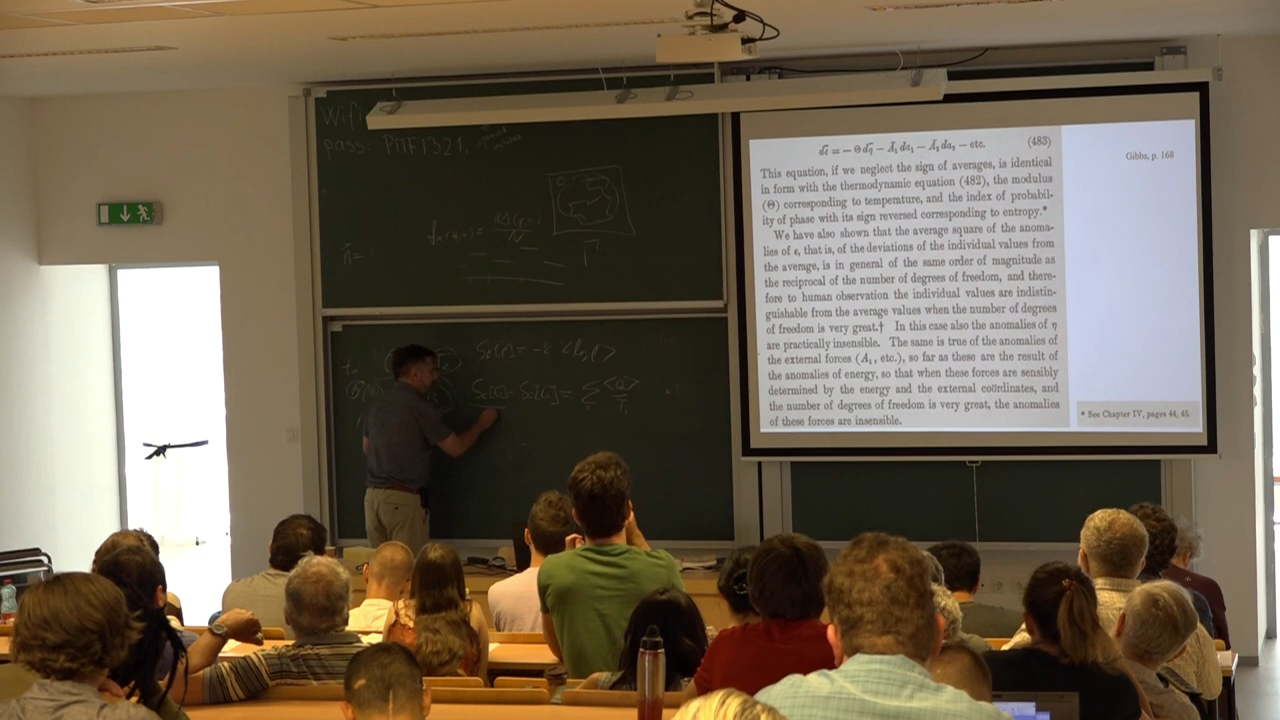 Wifi
pass: PMF1321,
dε̄ = − Θ dη̄ − Ā₁ da₁ − Ā₂ da₂ − etc. (483)
Gibbs, p. 168
This equation, if we neglect the sign of averages, is identical
in form with the thermodynamic equation (482), the modulus
(Θ) corresponding to temperature, and the index of probabil-
ity of phase with its sign reversed corresponding to entropy.*
We have also shown that the average square of the anoma-
lies of ε, that is, of the deviations of the individual values from
the average, is in general of the same order of magnitude as
the reciprocal of the number of degrees of freedom, and there-
fore to human observation the individual values are indistin-
guishable from the average values when the number of degrees
of freedom is very great.† In this case also the anomalies of η
are practically insensible. The same is true of the anomalies of
the external forces (A₁, etc.), so far as these are the result of
the anomalies of energy, so that when these forces are sensibly
determined by the energy and the external coördinates, and
the number of degrees of freedom is very great, the anomalies
of these forces are insensible.
* See Chapter IV, pages 44, 45.